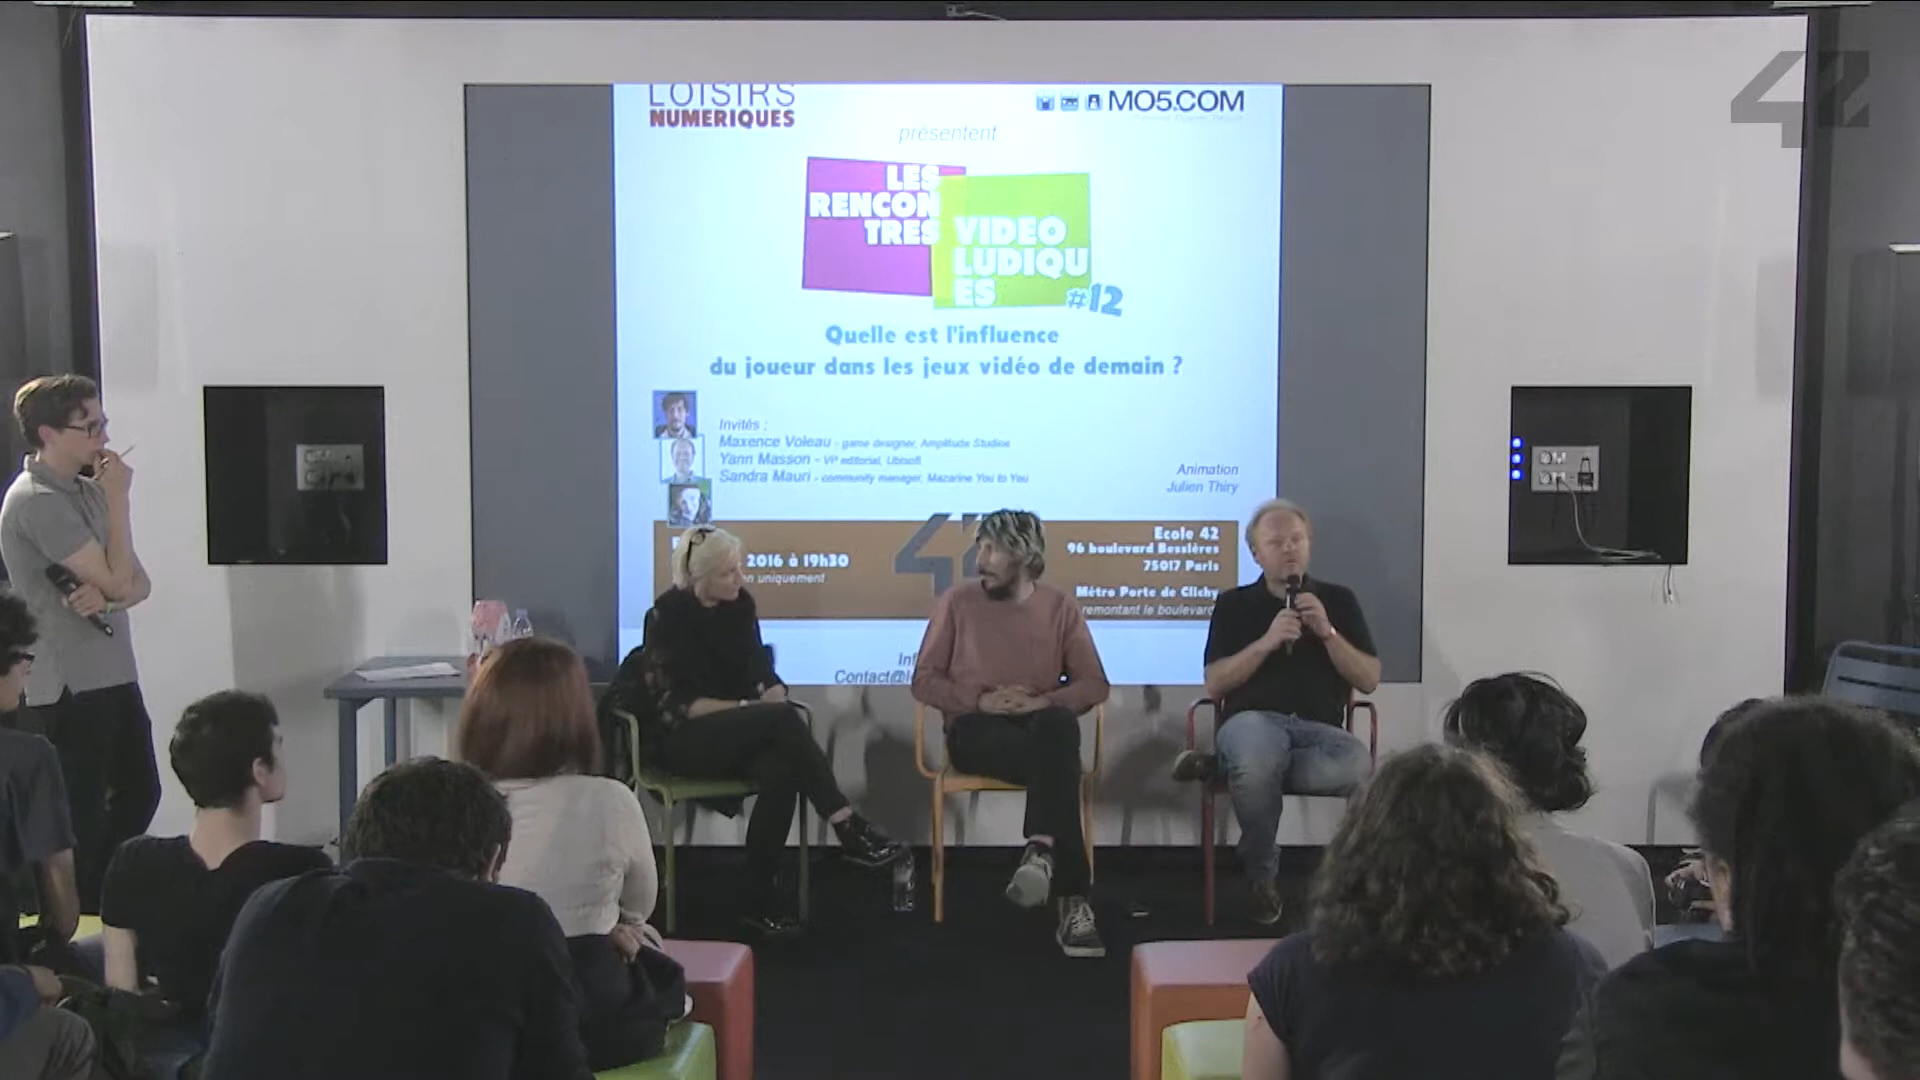 LOISIRS
NUMERIQUES
MO5.COM
présentent
LES
RENCON
TRES
VIDEO
LUDIQU
ES
#12
Quelle est l'influence
du joueur dans les jeux vidéo de demain ?
Invités :
Maxence Voleau - game designer, Amplitude Studios
Yann Masson - VP editorial, Ubisoft
Sandra Mauri - community manager, Mazarine You to You
Animation
Julien Thiry
2016 à 19h30
uniquement
42
Ecole 42
96 boulevard Bessières
75017 Paris
Métro Porte de Clichy
remontant le boulevard
Contact@l
42